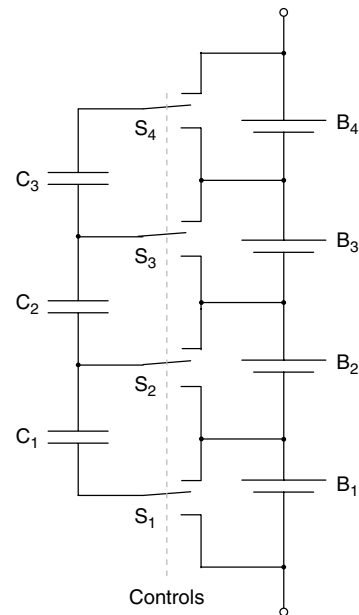 B₄
S₄
C₃
B₃
S₃
C₂
B₂
S₂
C₁
B₁
S₁
Controls